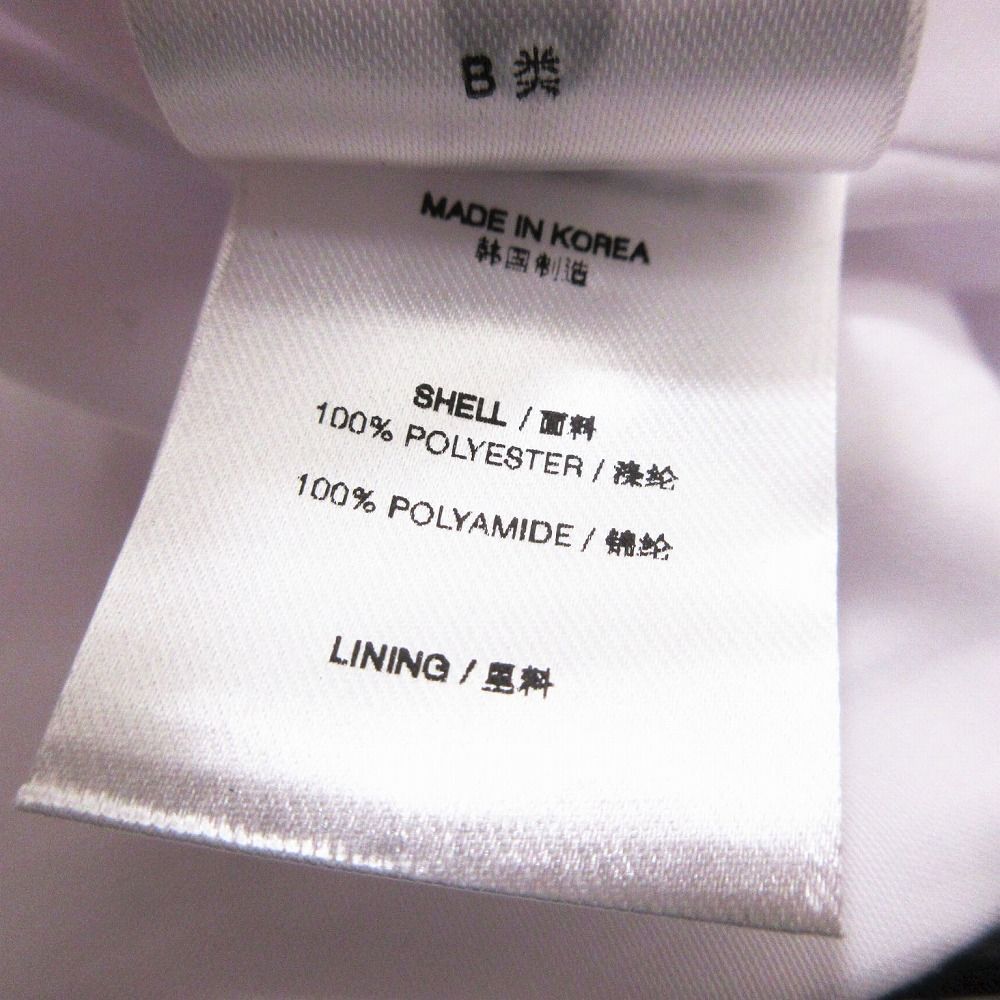 B 类
MADE IN KOREA
韩国制造
SHELL / 面料
100% POLYESTER / 涤纶
100% POLYAMIDE / 锦纶
LINING / 里料